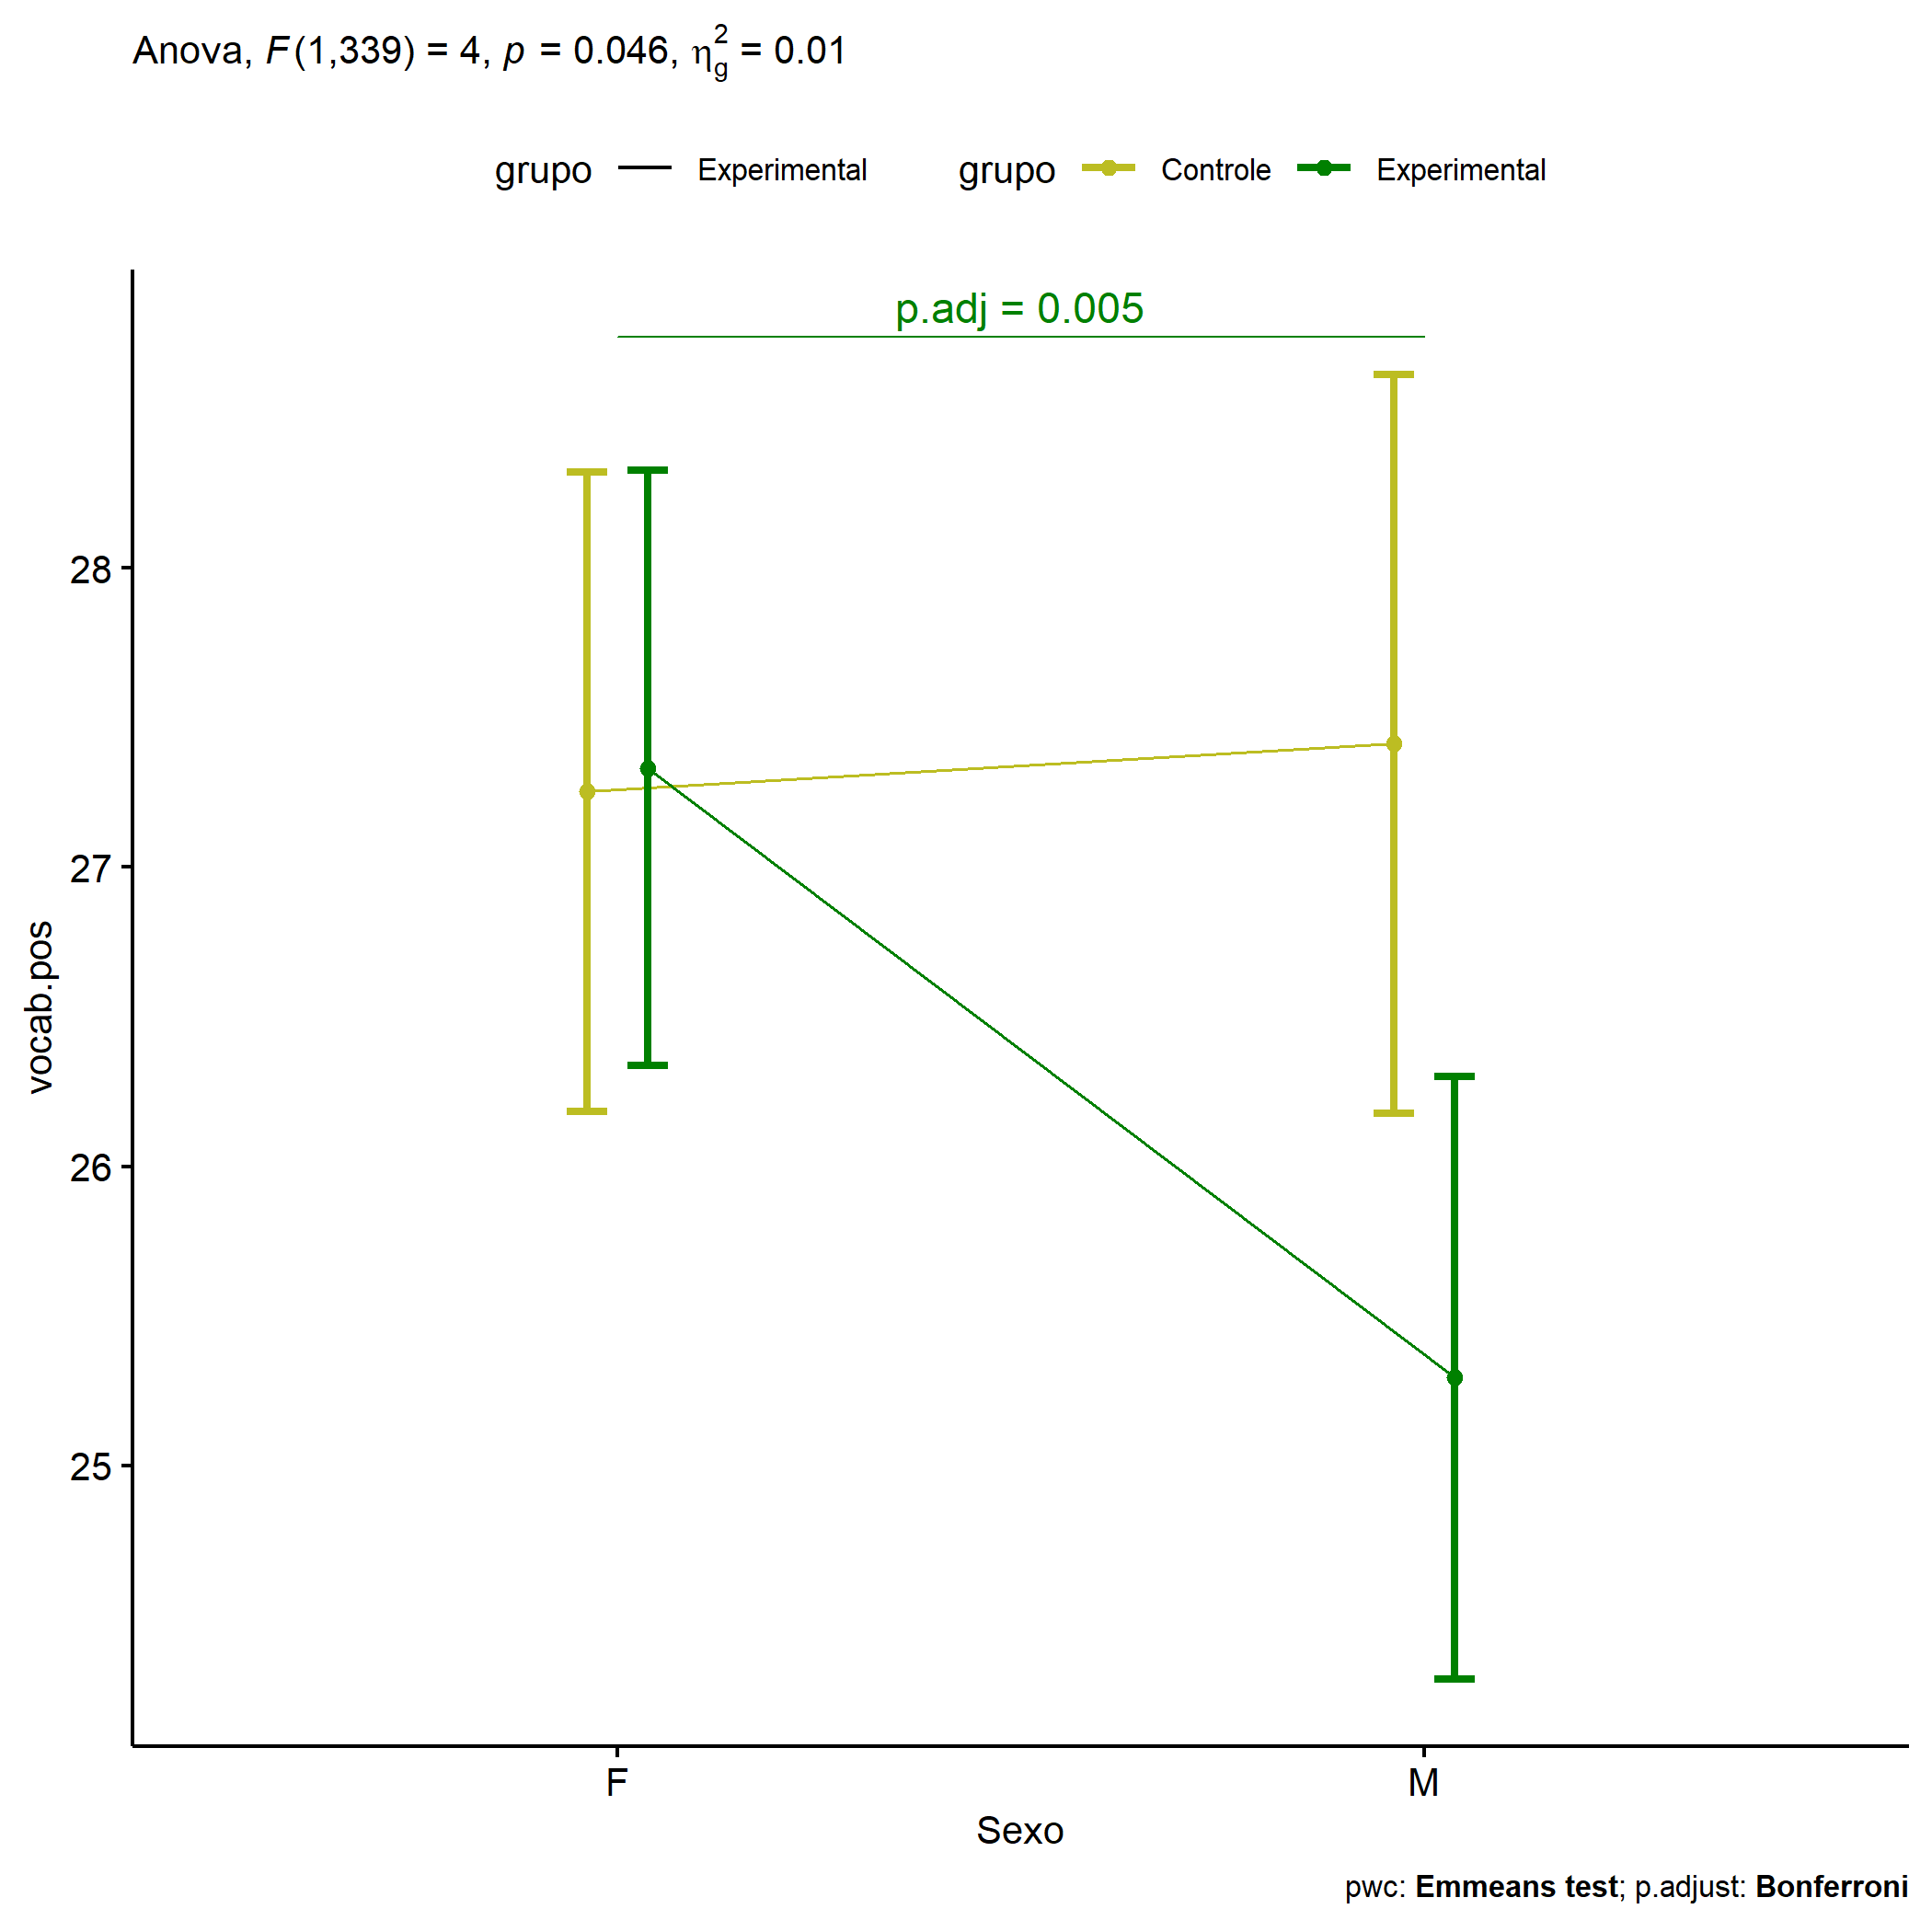 Anova, F(1,339) = 4, p = 0.046, η²g = 0.01
grupo Experimental grupo Controle Experimental
p.adj = 0.005
28
27
26
25
vocab.pos
F M
Sexo
pwc: Emmeans test; p.adjust: Bonferroni